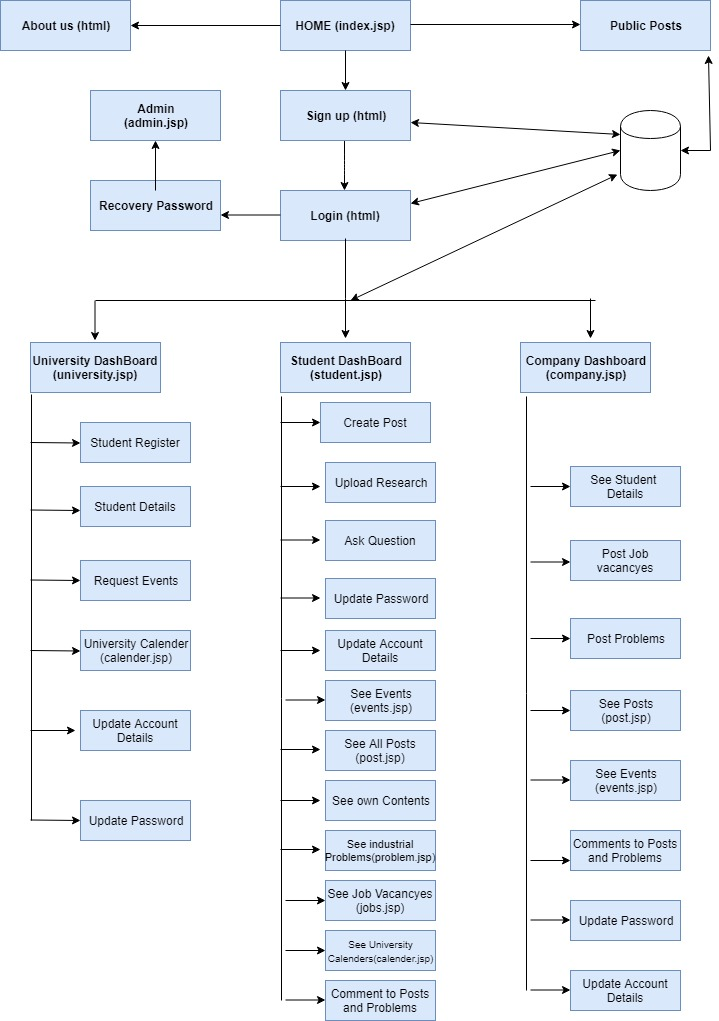 About us (html)
HOME (index.jsp)
Public Posts
Admin
(admin.jsp)
Sign up (html)
Recovery Password
Login (html)
University DashBoard
(university.jsp)
Student DashBoard
(student.jsp)
Company Dashboard
(company.jsp)
Student Register
Student Details
Request Events
University Calender
(calender.jsp)
Update Account
Details
Update Password
Create Post
Upload Research
Ask Question
Update Password
Update Account
Details
See Events
(events.jsp)
See All Posts
(post.jsp)
See own Contents
See industrial
Problems(problem.jsp)
See Job Vacancyes
(jobs.jsp)
See University
Calenders(calender.jsp)
Comment to Posts
and Problems
See Student
Details
Post Job
vacancyes
Post Problems
See Posts
(post.jsp)
See Events
(events.jsp)
Comments to Posts
and Problems
Update Password
Update Account
Details